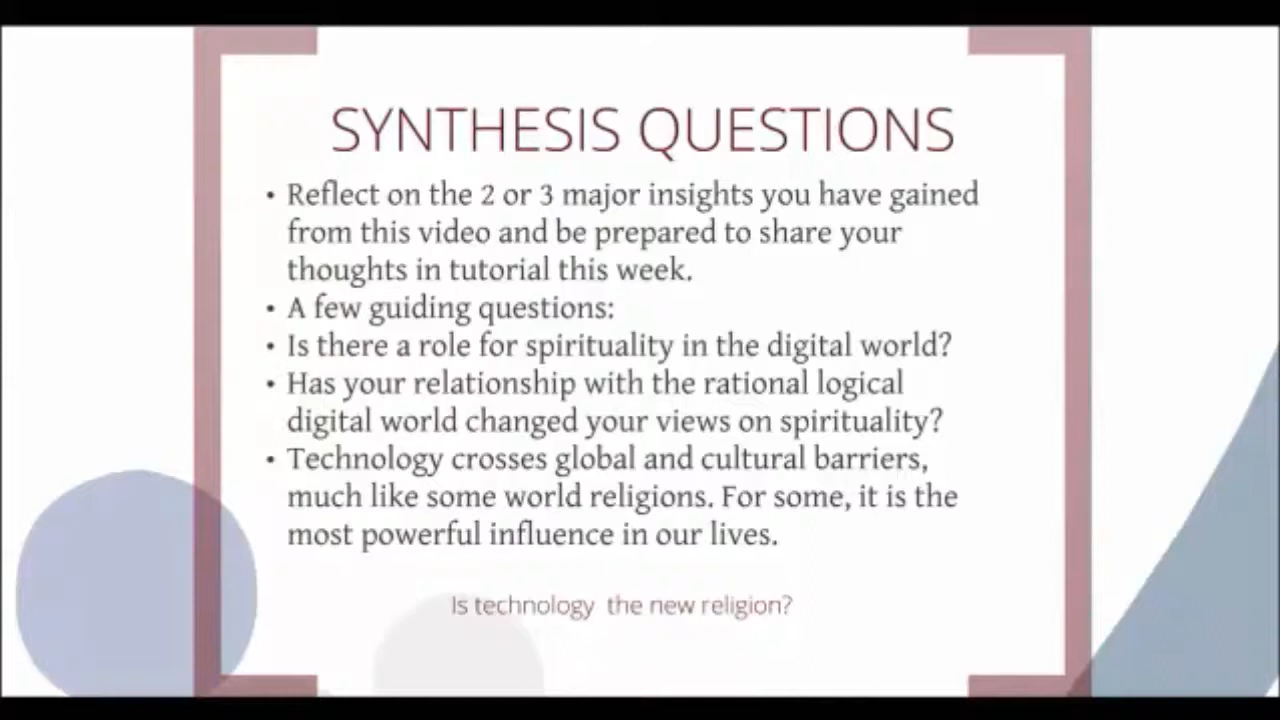 SYNTHESIS QUESTIONS
• Reflect on the 2 or 3 major insights you have gained
from this video and be prepared to share your
thoughts in tutorial this week.
• A few guiding questions:
• Is there a role for spirituality in the digital world?
• Has your relationship with the rational logical
digital world changed your views on spirituality?
• Technology crosses global and cultural barriers,
much like some world religions. For some, it is the
most powerful influence in our lives.
Is technology the new religion?